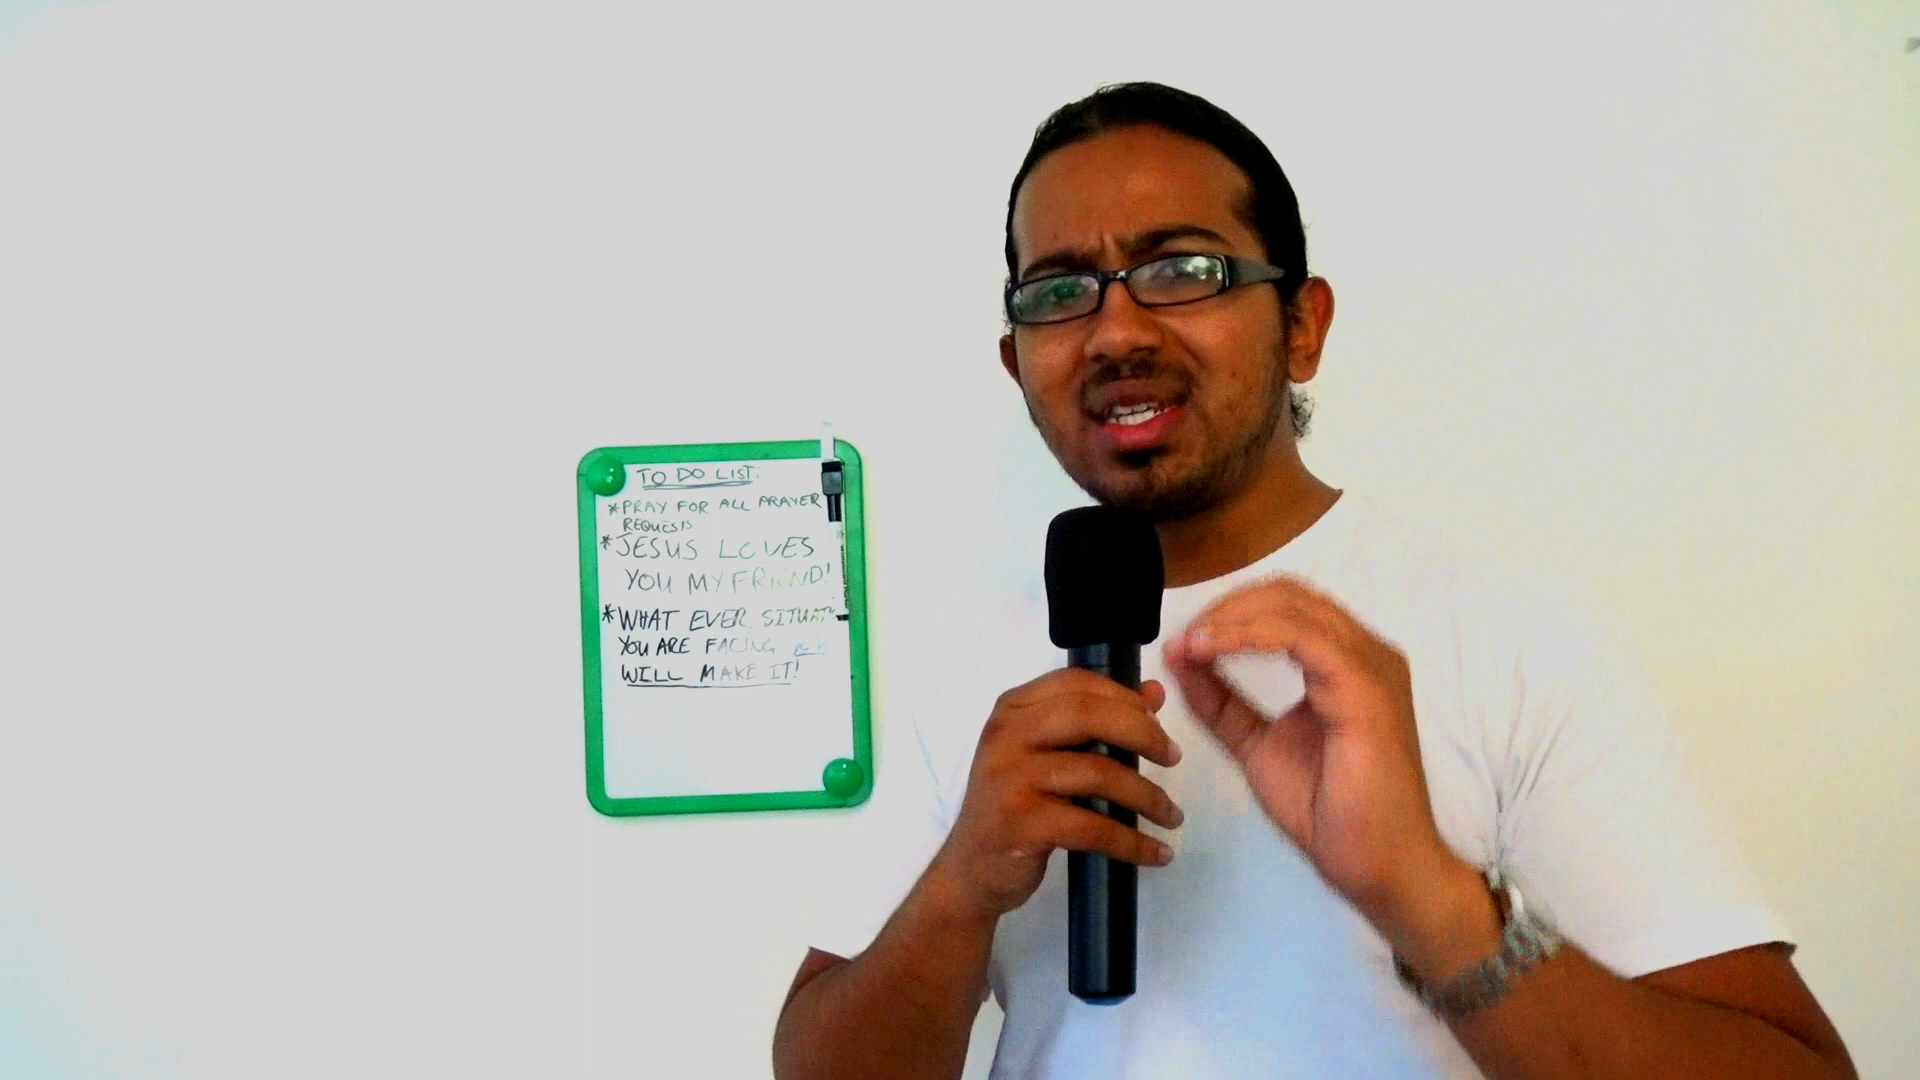 TO DO LIST:
*PRAY FOR ALL PRAYER
REQUESTS
*JESUS LOVES
YOU MY FRIEND!
*WHAT EVER
YOU ARE FACING
WILL MAKE IT!